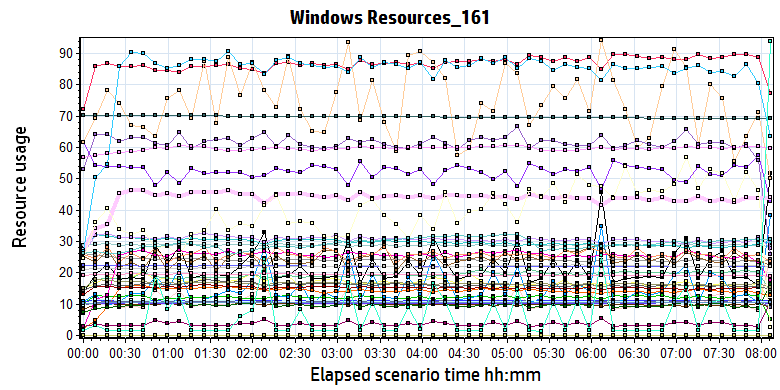 Windows Resources_161
Resource usage
90
80
70
60
50
40
30
20
10
0
00:00 00:30 01:00 01:30 02:00 02:30 03:00 03:30 04:00 04:30 05:00 05:30 06:00 06:30 07:00 07:30 08:00
Elapsed scenario time hh:mm